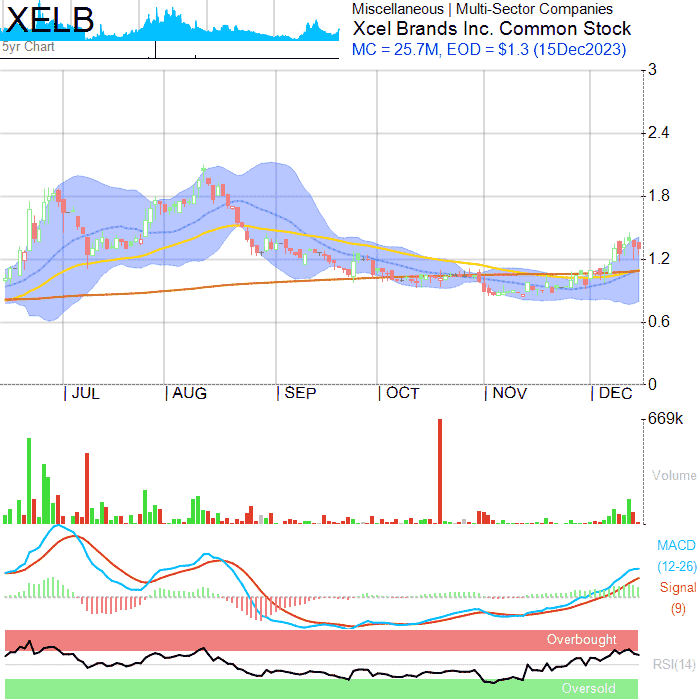 XELB
5yr Chart
Miscellaneous | Multi-Sector Companies
Xcel Brands Inc. Common Stock
MC = 25.7M, EOD = $1.3 (15Dec2023)
3
2.4
1.8
1.2
0.6
0
JUL AUG SEP OCT NOV DEC
669k
Volume
MACD
(12-26)
Signal
(9)
Overbought
RSI(14)
Oversold